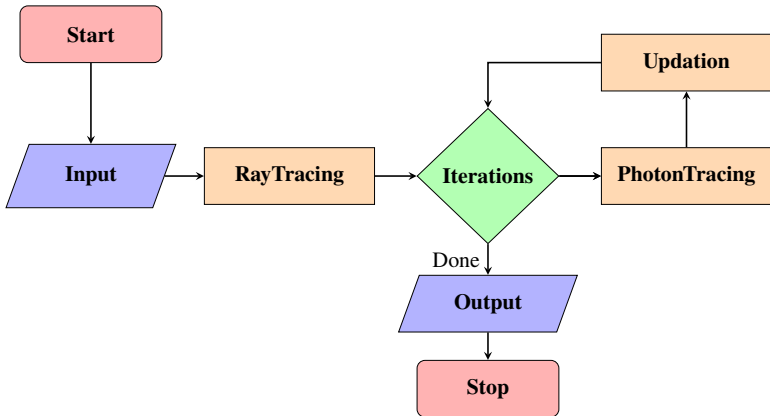 Start
Updation
Input
RayTracing
Iterations
PhotonTracing
Done
Output
Stop